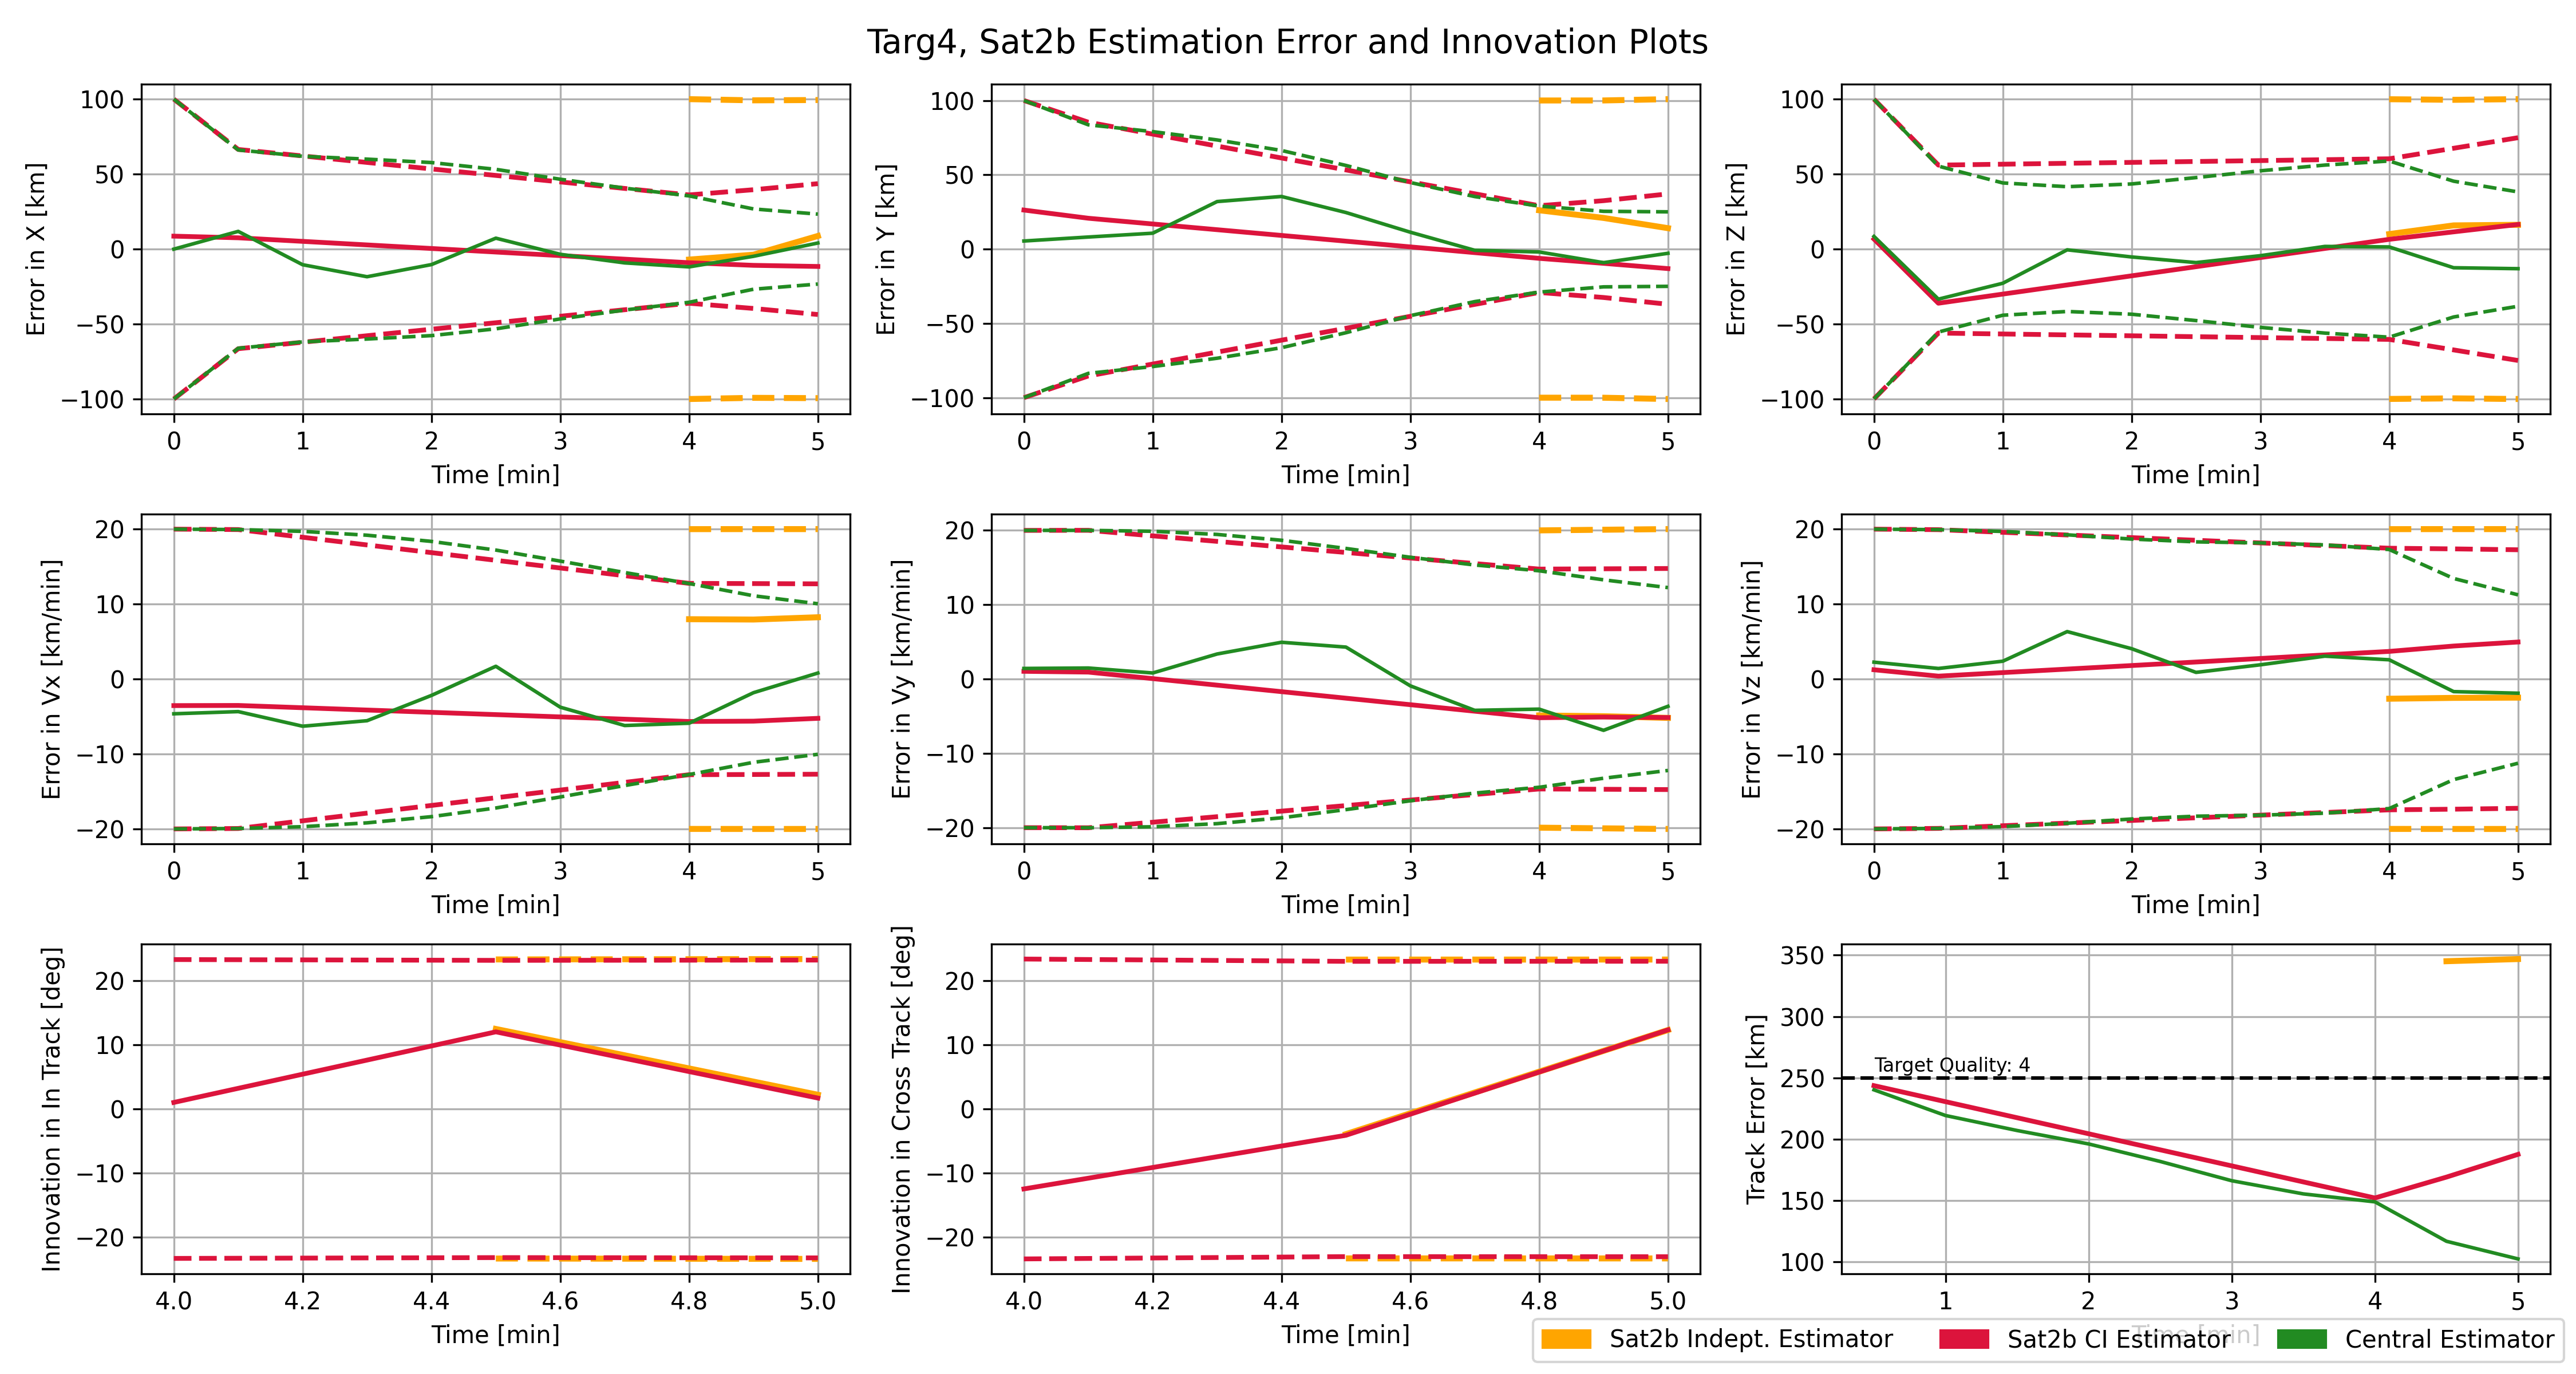 Targ4, Sat2b Estimation Error and Innovation Plots
Error in X [km]
100
50
0
−50
−100
0 1 2 3 4 5
Time [min]
Error in Y [km]
100
50
0
−50
−100
0 1 2 3 4 5
Time [min]
Error in Z [km]
100
50
0
−50
−100
0 1 2 3 4 5
Time [min]
Error in Vx [km/min]
20
10
0
−10
−20
0 1 2 3 4 5
Time [min]
Error in Vy [km/min]
20
10
0
−10
−20
0 1 2 3 4 5
Time [min]
Error in Vz [km/min]
20
10
0
−10
−20
0 1 2 3 4 5
Time [min]
Innovation in In Track [deg]
20
10
0
−10
−20
4.0 4.2 4.4 4.6 4.8 5.0
Time [min]
Innovation in Cross Track [deg]
20
10
0
−10
−20
4.0 4.2 4.4 4.6 4.8 5.0
Time [min]
Track Error [km]
350
300
250
200
150
100
Target Quality: 4
1 2 3 4 5
Time [min]
Sat2b Indept. Estimator Sat2b CI Estimator Central Estimator